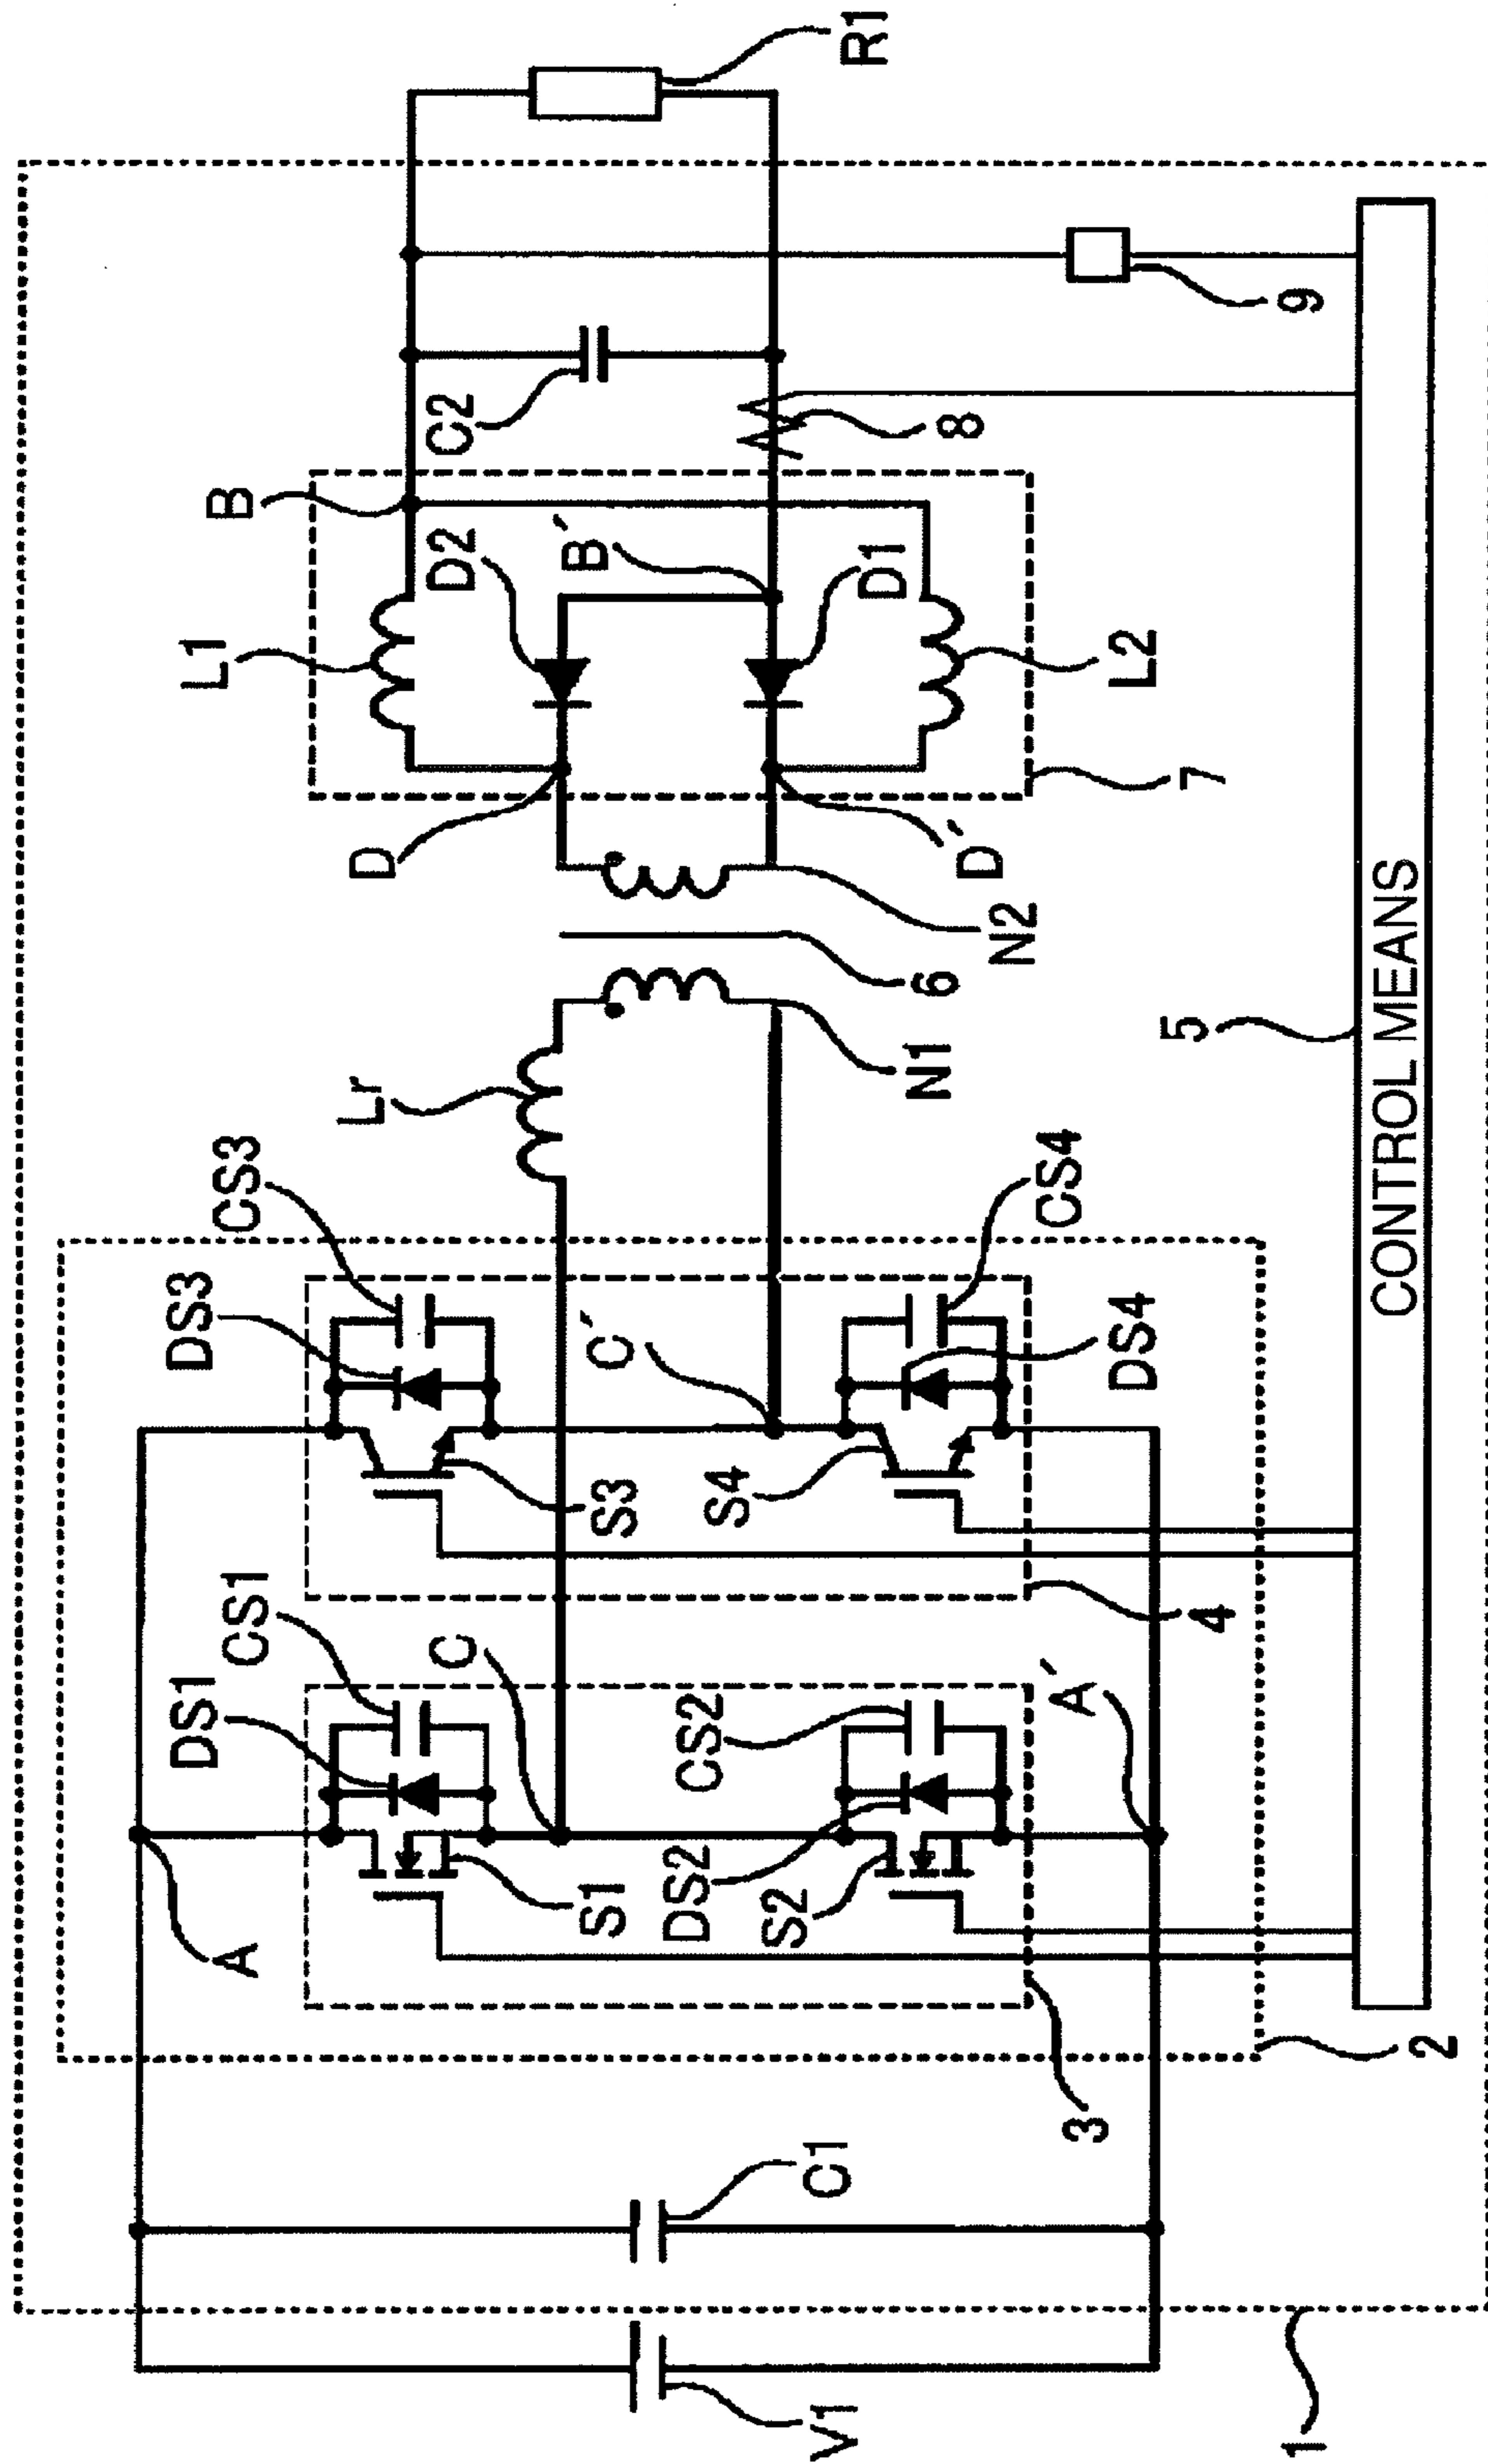 R1
9
C2
8
B
D2
B´
D1
L1
L2
7
D
D´
N2
6
N1
Lr
5
CONTROL MEANS
CS3
CS4
DS3
C´
DS4
S3
S4
CS1
C
4
DS1
CS2
A´
A
S1
DS2
S2
2
3
C1
V1
1